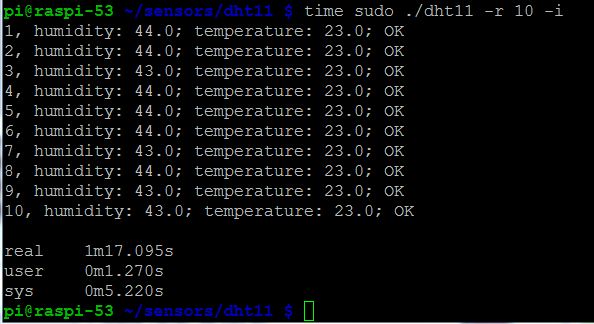 pi@raspi-53 ~/sensors/dht11 $ time sudo ./dht11 -r 10 -i
1, humidity: 44.0; temperature: 23.0; OK
2, humidity: 44.0; temperature: 23.0; OK
3, humidity: 43.0; temperature: 23.0; OK
4, humidity: 44.0; temperature: 23.0; OK
5, humidity: 44.0; temperature: 23.0; OK
6, humidity: 44.0; temperature: 23.0; OK
7, humidity: 43.0; temperature: 23.0; OK
8, humidity: 44.0; temperature: 23.0; OK
9, humidity: 43.0; temperature: 23.0; OK
10, humidity: 43.0; temperature: 23.0; OK
real 1m17.095s
user 0m1.270s
sys 0m5.220s
pi@raspi-53 ~/sensors/dht11 $